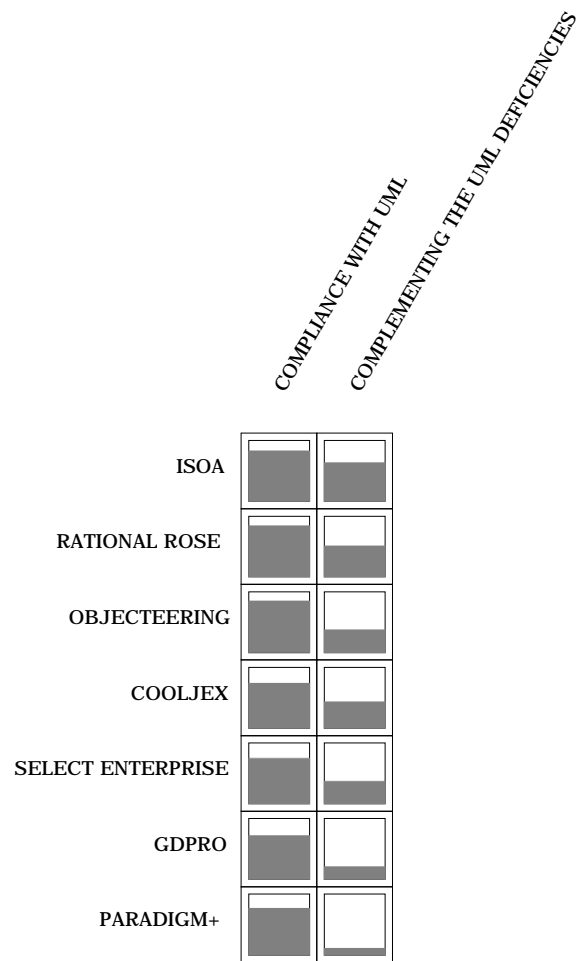 COMPLIANCE WITH UML
COMPLEMENTING THE UML DEFICIENCIES
ISOA
RATIONAL ROSE
OBJECTEERING
COOLJEX
SELECT ENTERPRISE
GDPRO
PARADIGM+